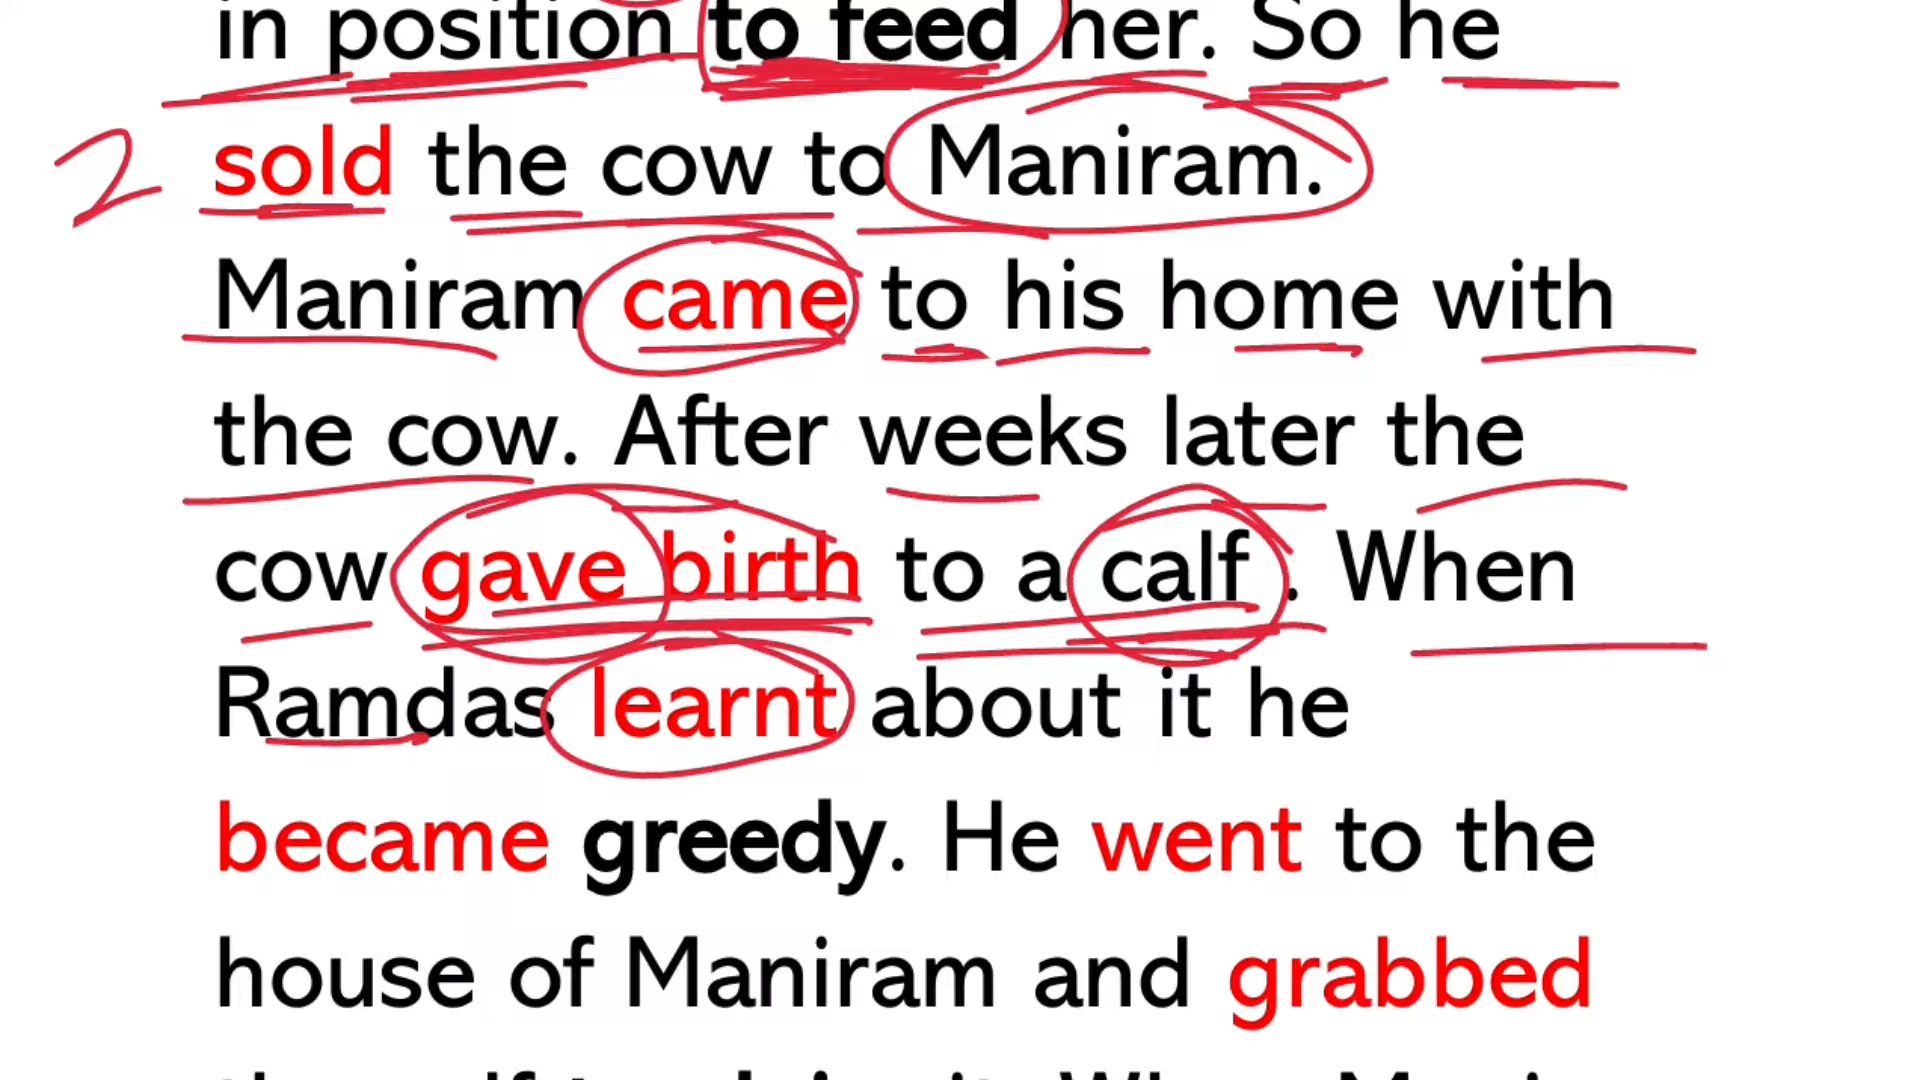 in position to feed her. So he
2 sold the cow to Maniram.
Maniram came to his home with
the cow. After weeks later the
cow gave birth to a calf . When
Ramdas learnt about it he
became greedy. He went to the
house of Maniram and grabbed